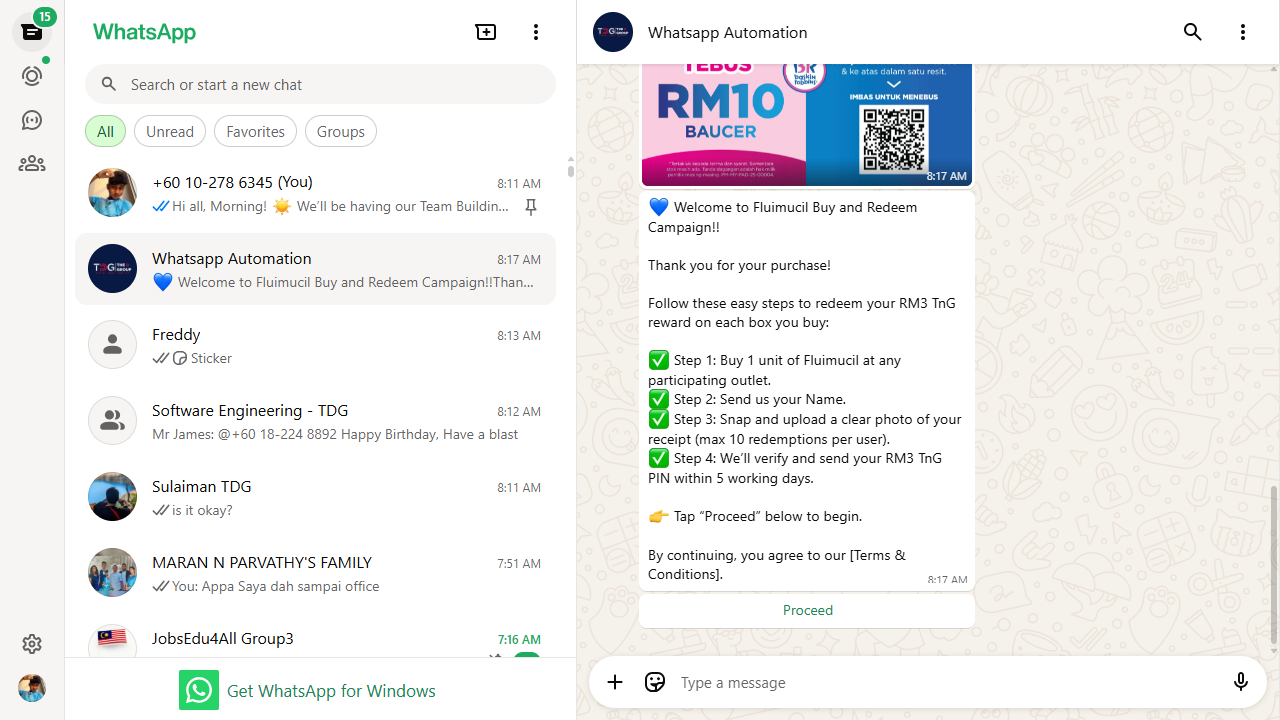 15
WhatsApp
Search or start a new chat
All
Unread
Favorites
Groups
+60 10-278 6345 (You)
8:11 AM
Hi all, Morning! ☀️ We'll be having our Team Buildin...
Whatsapp Automation
8:17 AM
💙 Welcome to Fluimucil Buy and Redeem Campaign!!Than...
Freddy
8:13 AM
Sticker
Software Engineering - TDG
8:12 AM
Mr James: @+60 18-224 8892 Happy Birthday, Have a blast
Sulaiman TDG
8:11 AM
is it okay?
MARAN N PARVATHY'S FAMILY
7:51 AM
You: Appa Saya dah sampai office
JobsEdu4All Group3
7:16 AM
Get WhatsApp for Windows
Whatsapp Automation
TEBUS
RM10
BAUCER
& ke atas dalam satu resit.
IMBAS UNTUK MENEBUS
8:17 AM
💙 Welcome to Fluimucil Buy and Redeem
Campaign!!
Thank you for your purchase!
Follow these easy steps to redeem your RM3 TnG
reward on each box you buy:
✅ Step 1: Buy 1 unit of Fluimucil at any
participating outlet.
✅ Step 2: Send us your Name.
✅ Step 3: Snap and upload a clear photo of your
receipt (max 10 redemptions per user).
✅ Step 4: We'll verify and send your RM3 TnG
PIN within 5 working days.
👉 Tap “Proceed” below to begin.
By continuing, you agree to our [Terms &
Conditions].
8:17 AM
Proceed
Type a message